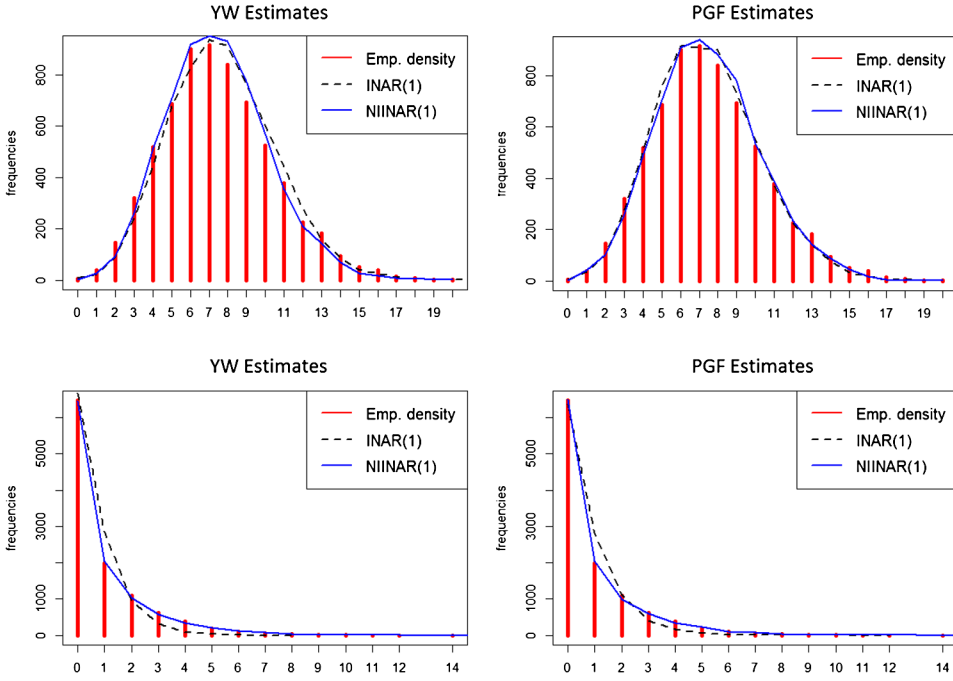 YW Estimates
frequencies
0 200 400 600 800
Emp. density
INAR(1)
NIINAR(1)
0 1 2 3 4 5 6 7 8 9 11 13 15 17 19
PGF Estimates
frequencies
0 200 400 600 800
Emp. density
INAR(1)
NIINAR(1)
0 1 2 3 4 5 6 7 8 9 11 13 15 17 19
YW Estimates
frequencies
0 1000 3000 5000
Emp. density
INAR(1)
NIINAR(1)
0 1 2 3 4 5 6 7 8 9 10 11 12 14
PGF Estimates
frequencies
0 1000 3000 5000
Emp. density
INAR(1)
NIINAR(1)
0 1 2 3 4 5 6 7 8 9 10 11 12 14